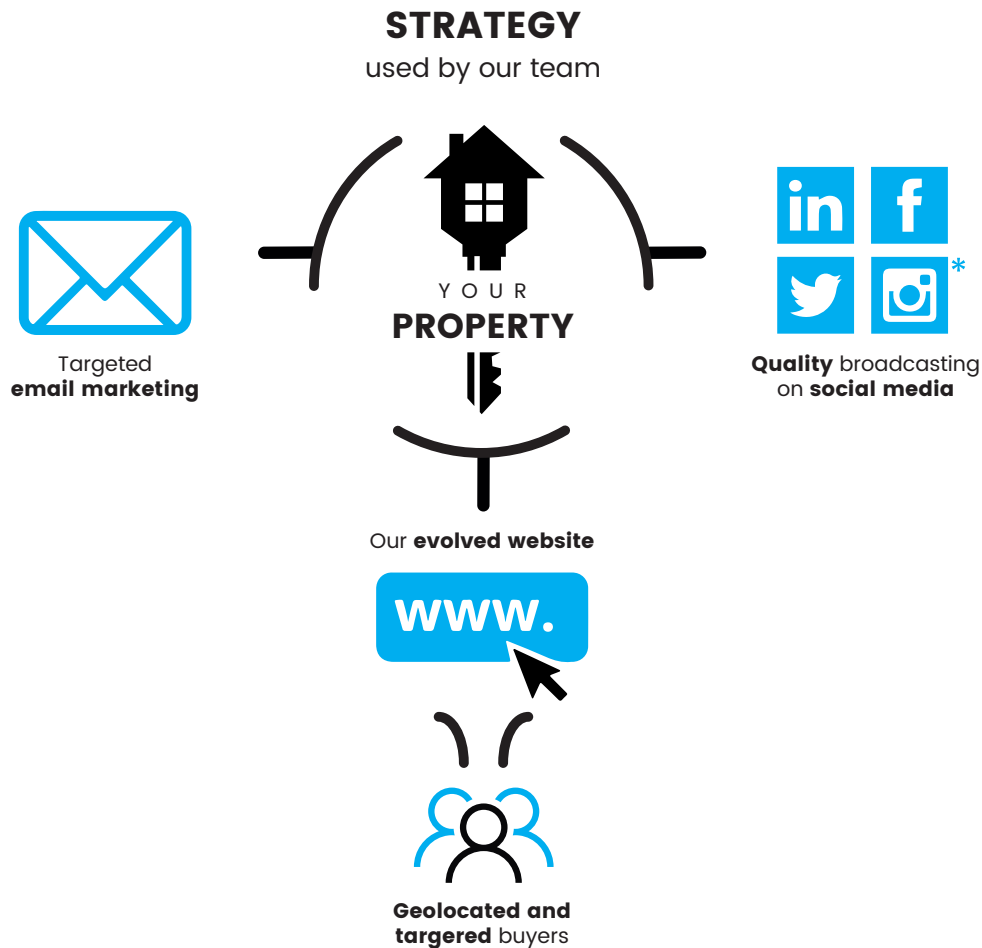 STRATEGY
used by our team
YOUR
PROPERTY
in f
*
Targeted
email marketing
Quality broadcasting
on social media
Our evolved website
www.
Geolocated and
targered buyers